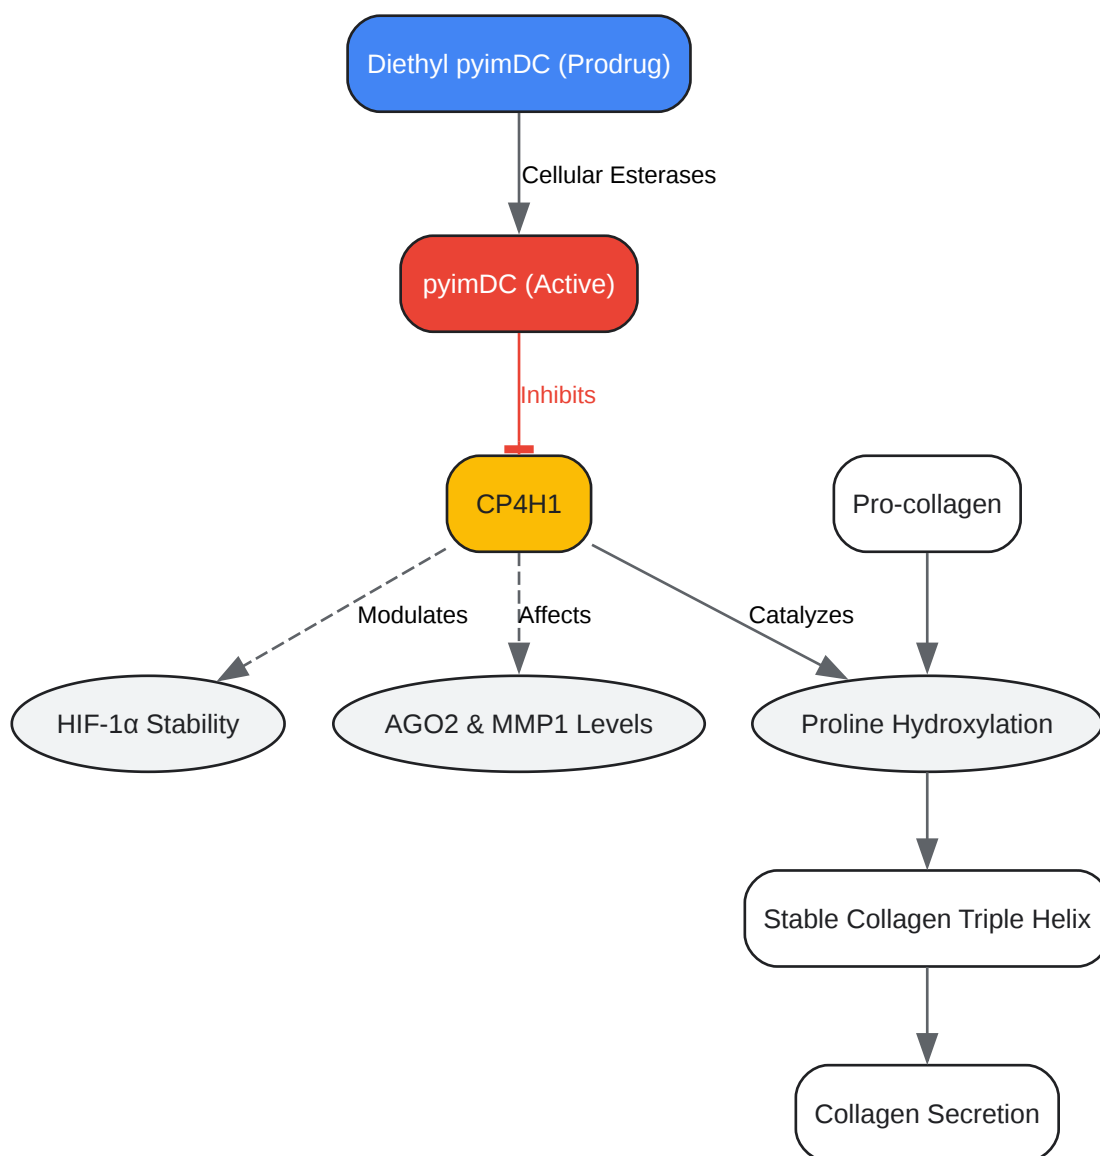 Diethyl pyimDC (Prodrug)
Cellular Esterases
pyimDC (Active)
Inhibits
CP4H1
Pro-collagen
Modulates
Affects
Catalyzes
HIF-1α Stability
AGO2 & MMP1 Levels
Proline Hydroxylation
Stable Collagen Triple Helix
Collagen Secretion